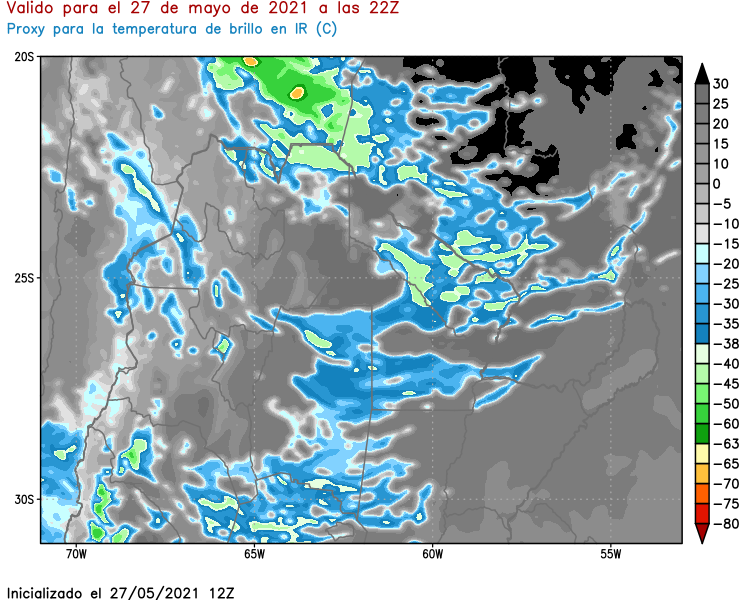 Valido para el 27 de mayo de 2021 a las 22Z
Proxy para la temperatura de brillo en IR (C)
20S
25S
30S
70W
65W
60W
55W
30
25
20
15
10
5
0
−5
−10
−15
−20
−25
−30
−35
−38
−40
−45
−50
−60
−63
−65
−70
−75
−80
Inicializado el 27/05/2021 12Z